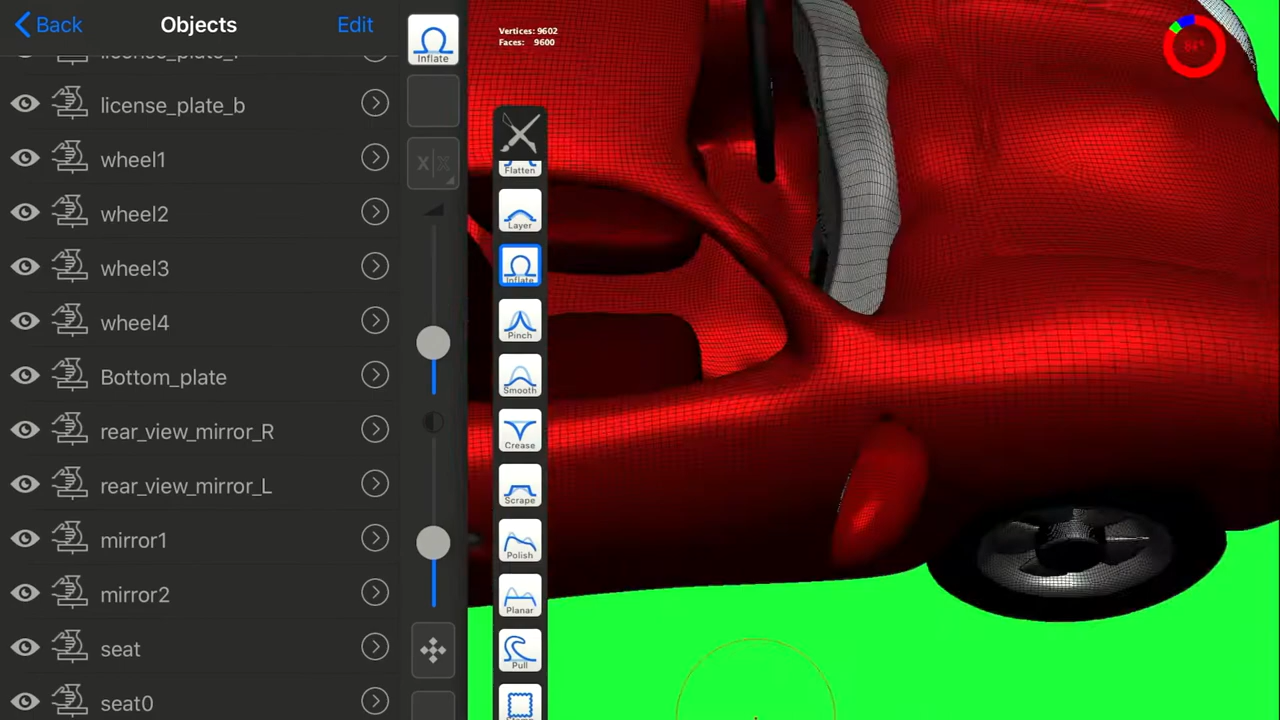 Back
Objects
Edit
license_plate_f
license_plate_b
wheel1
wheel2
wheel3
wheel4
Bottom_plate
rear_view_mirror_R
rear_view_mirror_L
mirror1
mirror2
seat
seat0
Inflate
Vertices: 9602
Faces: 9600
Flatten
Layer
Inflate
Pinch
Smooth
Crease
Scrape
Polish
Planar
Pull